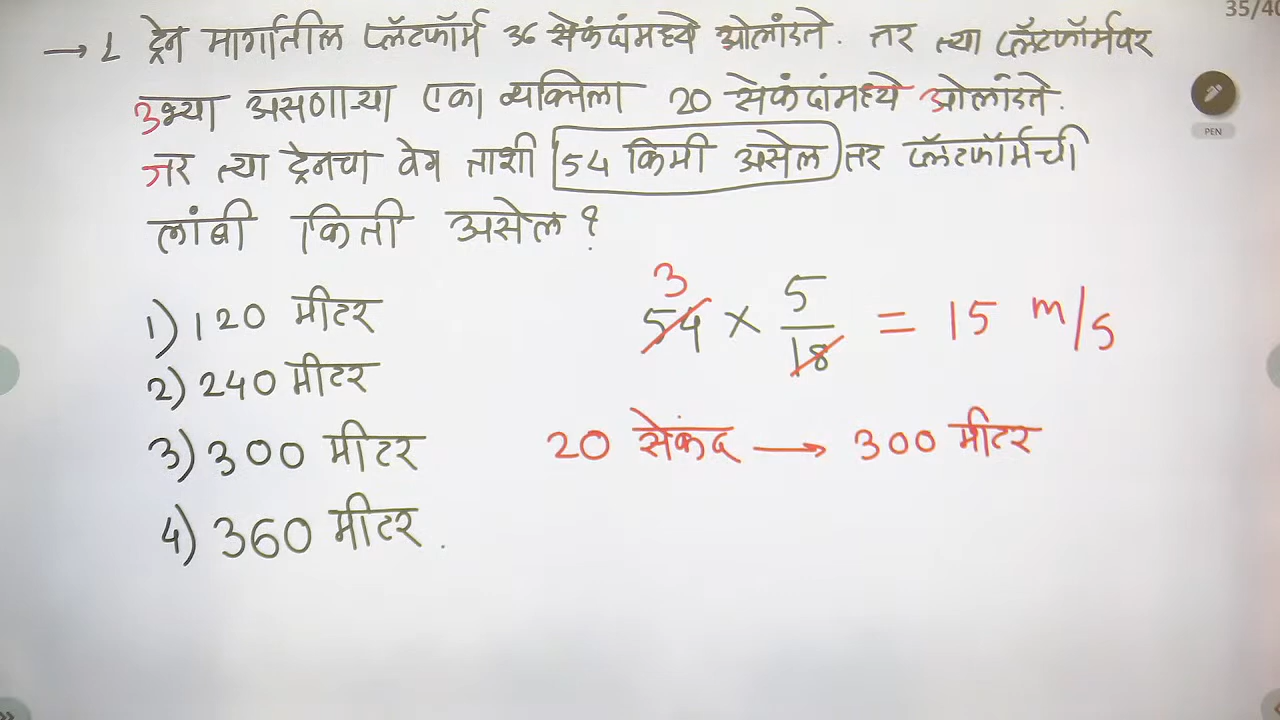 35/40
→ 1 ट्रेन मार्गातील प्लॅटफॉर्म 36 सेकंदांमध्ये ओलांडते. तर त्या प्लॅटफॉर्मवर
उभ्या असणाऱ्या एका व्यक्तिला 20 सेकंदांमध्ये ओलांडते.
जर त्या ट्रेनचा वेग ताशी 54 किमी असेल तर प्लॅटफॉर्मची
लांबी किती असेल ?
1) 120 मीटर
2) 240 मीटर
3) 300 मीटर
4) 360 मीटर.
3
54 × 5/18 = 15 m/s
20 सेकंद → 300 मीटर
PEN